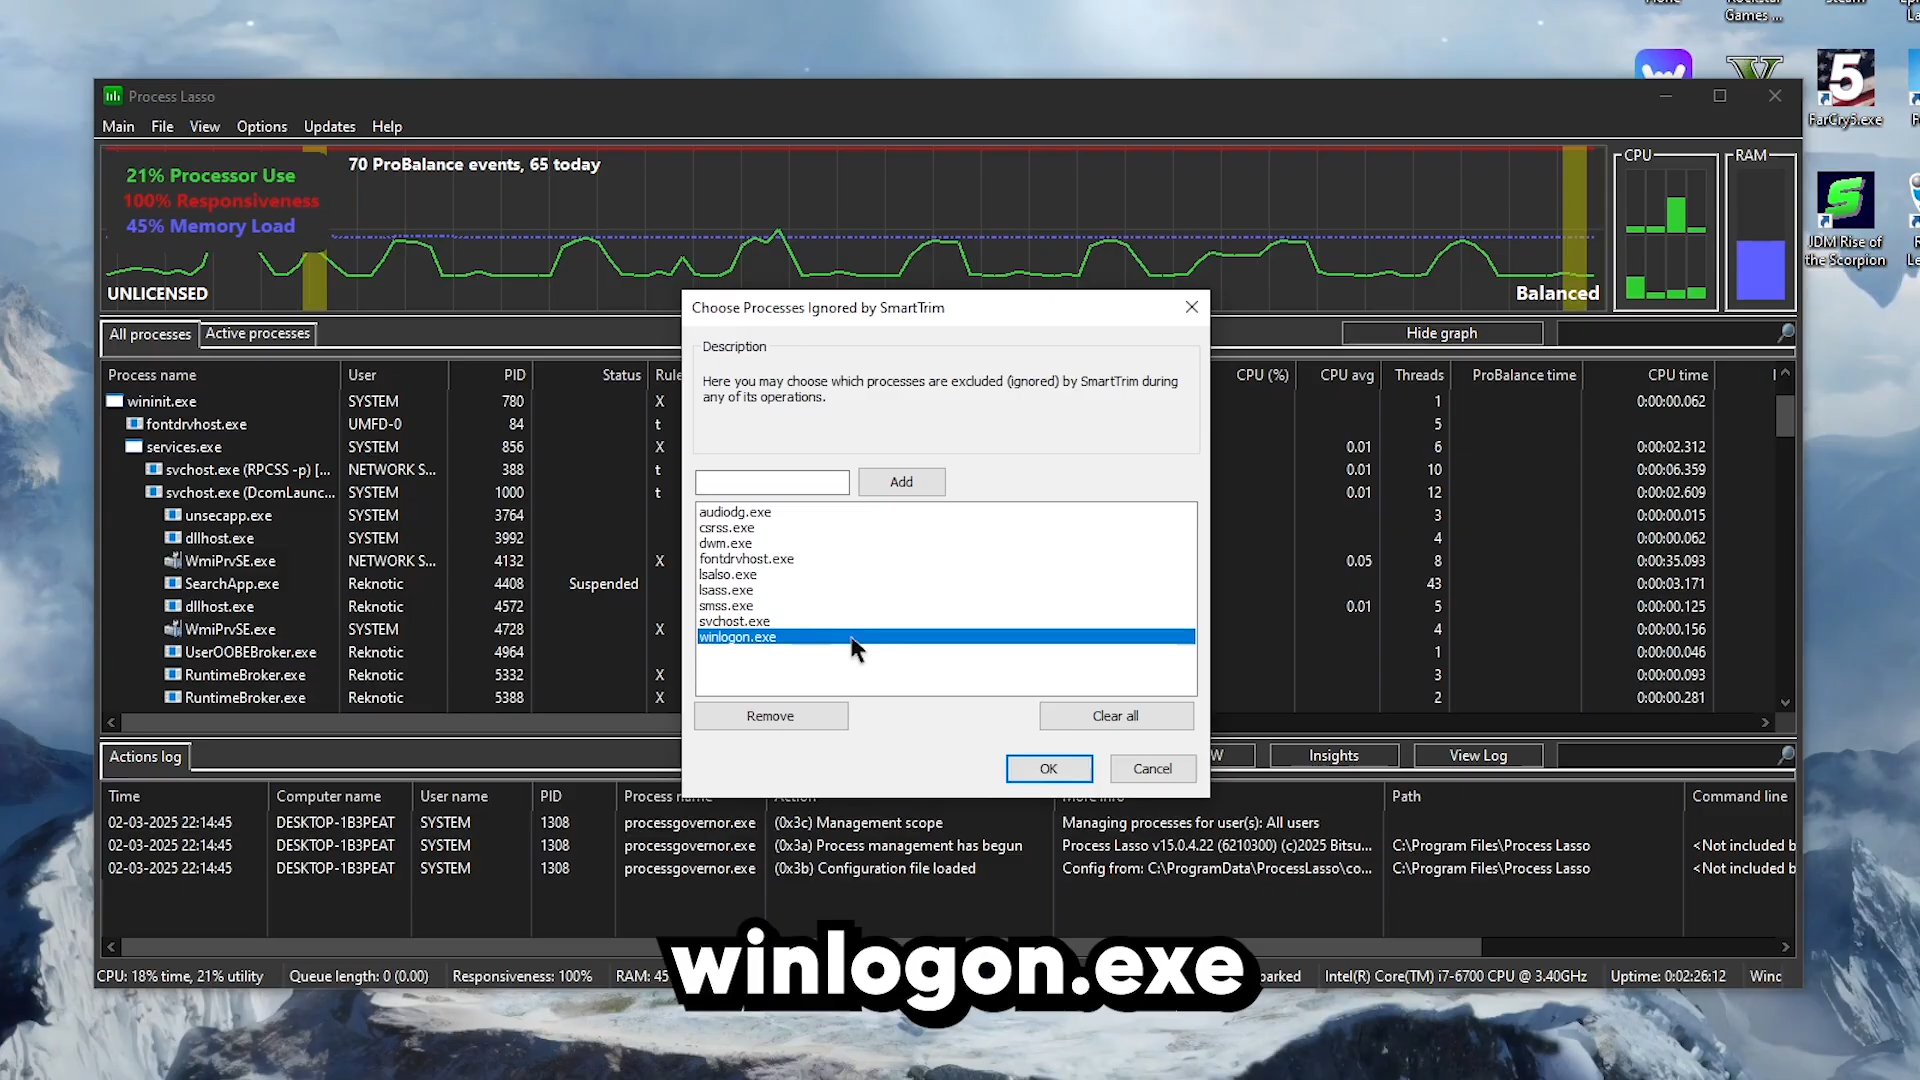 Games ...
FarCry5.exe
JDM Rise of
the Scorpion
Process Lasso
Main File View Options Updates Help
70 ProBalance events, 65 today
21% Processor Use
100% Responsiveness
45% Memory Load
UNLICENSED
Balanced
CPU
RAM
All processes Active processes
Hide graph
Process name User PID Status Rule CPU (%) CPU avg Threads ProBalance time CPU time
wininit.exe SYSTEM 780 X 1 0:00:00.062
fontdrvhost.exe UMFD-0 84 t 5
services.exe SYSTEM 856 X 0.01 6 0:00:02.312
svchost.exe (RPCSS -p) [... NETWORK S... 388 t 0.01 10 0:00:06.359
svchost.exe (DcomLaunc... SYSTEM 1000 t 0.01 12 0:00:02.609
unsecapp.exe SYSTEM 3764 3 0:00:00.015
dllhost.exe SYSTEM 3992 4 0:00:00.062
WmiPrvSE.exe NETWORK S... 4132 X 0.05 8 0:00:35.093
SearchApp.exe Reknotic 4408 Suspended 43 0:00:03.171
dllhost.exe Reknotic 4572 0.01 5 0:00:00.125
WmiPrvSE.exe SYSTEM 4728 X 4 0:00:00.156
UserOOBEBroker.exe Reknotic 4964 1 0:00:00.046
RuntimeBroker.exe Reknotic 5332 X 3 0:00:00.093
RuntimeBroker.exe Reknotic 5388 X 2 0:00:00.281
Choose Processes Ignored by SmartTrim
Description
Here you may choose which processes are excluded (ignored) by SmartTrim during
any of its operations.
Add
audiodg.exe
csrss.exe
dwm.exe
fontdrvhost.exe
lsalso.exe
lsass.exe
smss.exe
svchost.exe
winlogon.exe
Remove Clear all
OK Cancel
Actions log
W Insights View Log
Time Computer name User name PID Process name Action More info Path Command line
02-03-2025 22:14:45 DESKTOP-1B3PEAT SYSTEM 1308 processgovernor.exe (0x3c) Management scope Managing processes for user(s): All users
02-03-2025 22:14:45 DESKTOP-1B3PEAT SYSTEM 1308 processgovernor.exe (0x3a) Process management has begun Process Lasso v15.0.4.22 (6210300) (c)2025 Bitsu... C:\Program Files\Process Lasso <Not included b
02-03-2025 22:14:45 DESKTOP-1B3PEAT SYSTEM 1308 processgovernor.exe (0x3b) Configuration file loaded Config from: C:\ProgramData\ProcessLasso\co... C:\Program Files\Process Lasso <Not included b
winlogon.exe
CPU: 18% time, 21% utility Queue length: 0 (0.00) Responsiveness: 100% RAM: 45 parked Intel(R) Core(TM) i7-6700 CPU @ 3.40GHz Uptime: 0:02:26:12 Winc